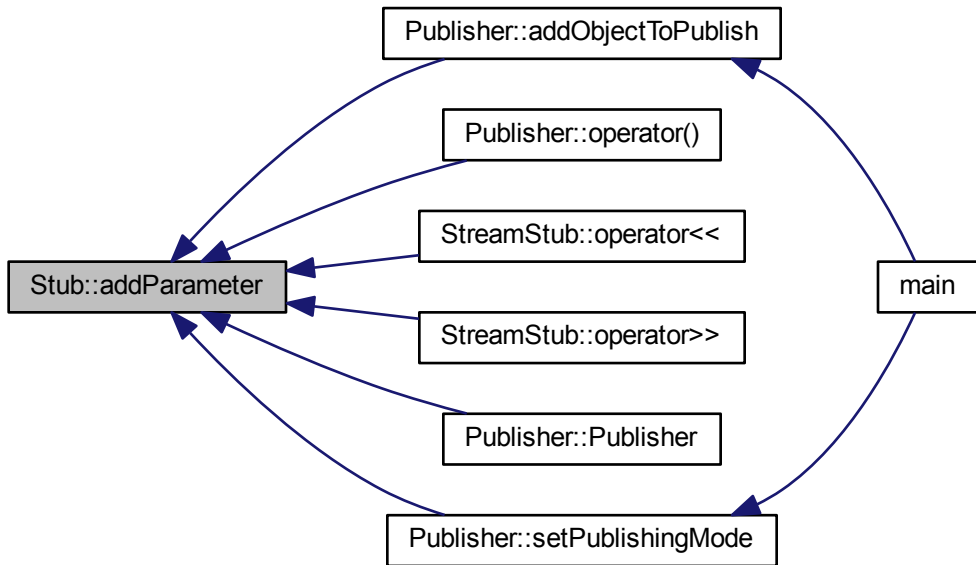 Publisher::addObjectToPublish
Publisher::operator()
StreamStub::operator<<
Stub::addParameter
main
StreamStub::operator>>
Publisher::Publisher
Publisher::setPublishingMode